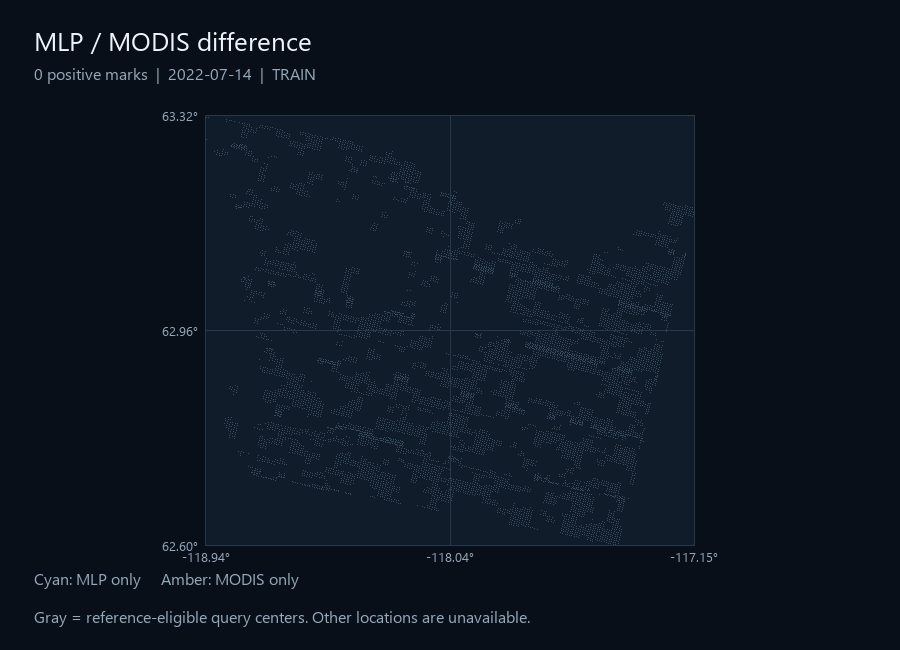 MLP / MODIS difference
0 positive marks | 2022-07-14 | TRAIN
63.32°
62.96°
62.60°
-118.94° -118.04° -117.15°
Cyan: MLP only Amber: MODIS only
Gray = reference-eligible query centers. Other locations are unavailable.